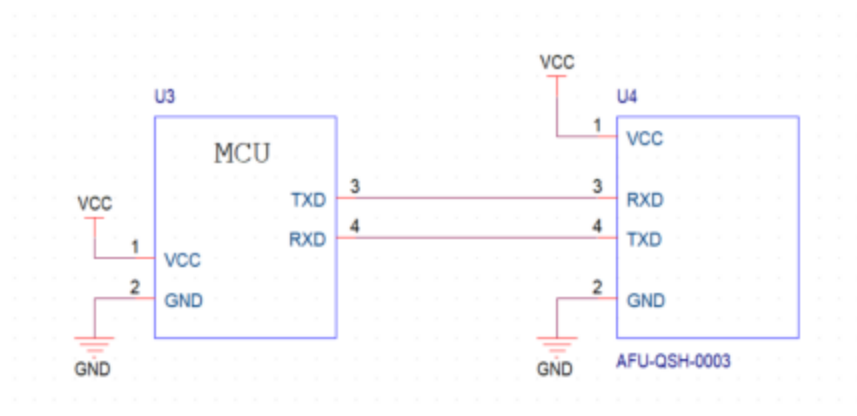 VCC
U3
U4
1
VCC
MCU
TXD
3
3
RXD
VCC
RXD
4
4
TXD
1
VCC
2
GND
2
GND
GND
GND
AFU-QSH-0003